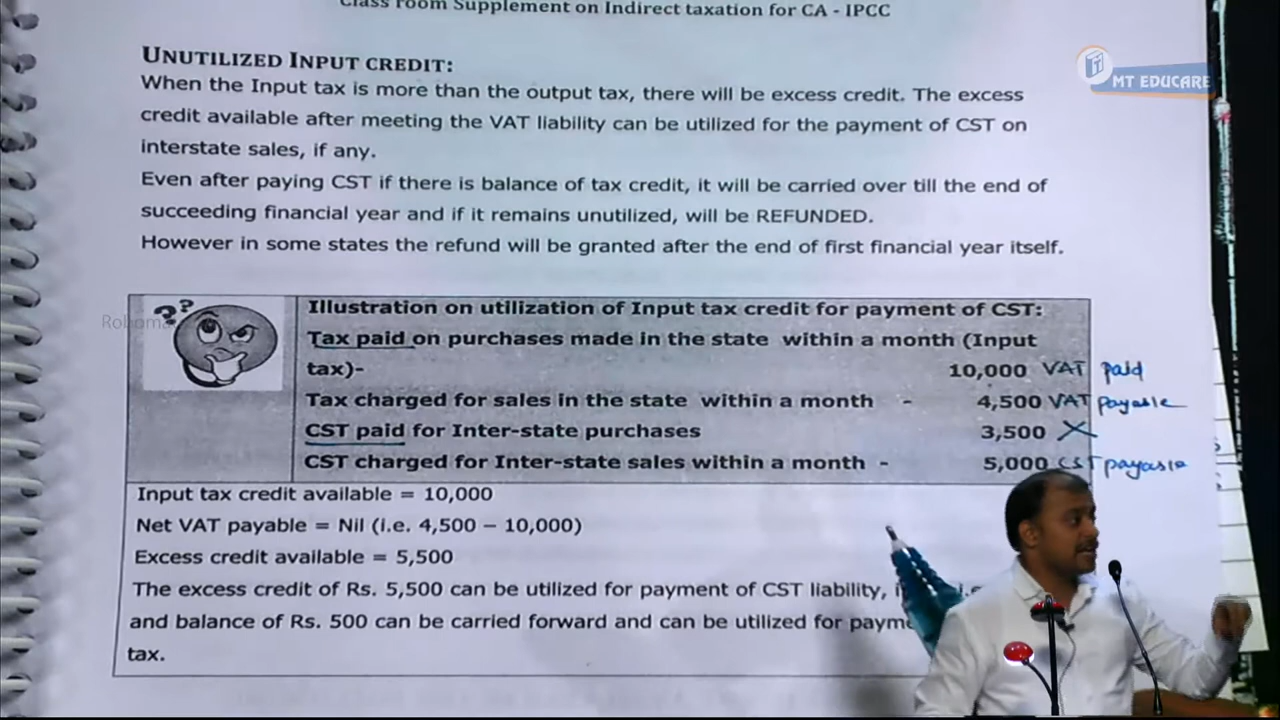 Class room Supplement on Indirect taxation for CA - IPCC
UNUTILIZED INPUT CREDIT:
When the Input tax is more than the output tax, there will be excess credit. The excess
credit available after meeting the VAT liability can be utilized for the payment of CST on
interstate sales, if any.
Even after paying CST if there is balance of tax credit, it will be carried over till the end of
succeeding financial year and if it remains unutilized, will be REFUNDED.
However in some states the refund will be granted after the end of first financial year itself.
MT EDUCARE
??
Illustration on utilization of Input tax credit for payment of CST:
Tax paid on purchases made in the state within a month (Input
tax)- 10,000 VAT paid
Tax charged for sales in the state within a month - 4,500 VAT payable
CST paid for Inter-state purchases 3,500 X
CST charged for Inter-state sales within a month - 5,000 CST payable
Input tax credit available = 10,000
Net VAT payable = Nil (i.e. 4,500 – 10,000)
Excess credit available = 5,500
The excess credit of Rs. 5,500 can be utilized for payment of CST liability,
and balance of Rs. 500 can be carried forward and can be utilized for
tax.